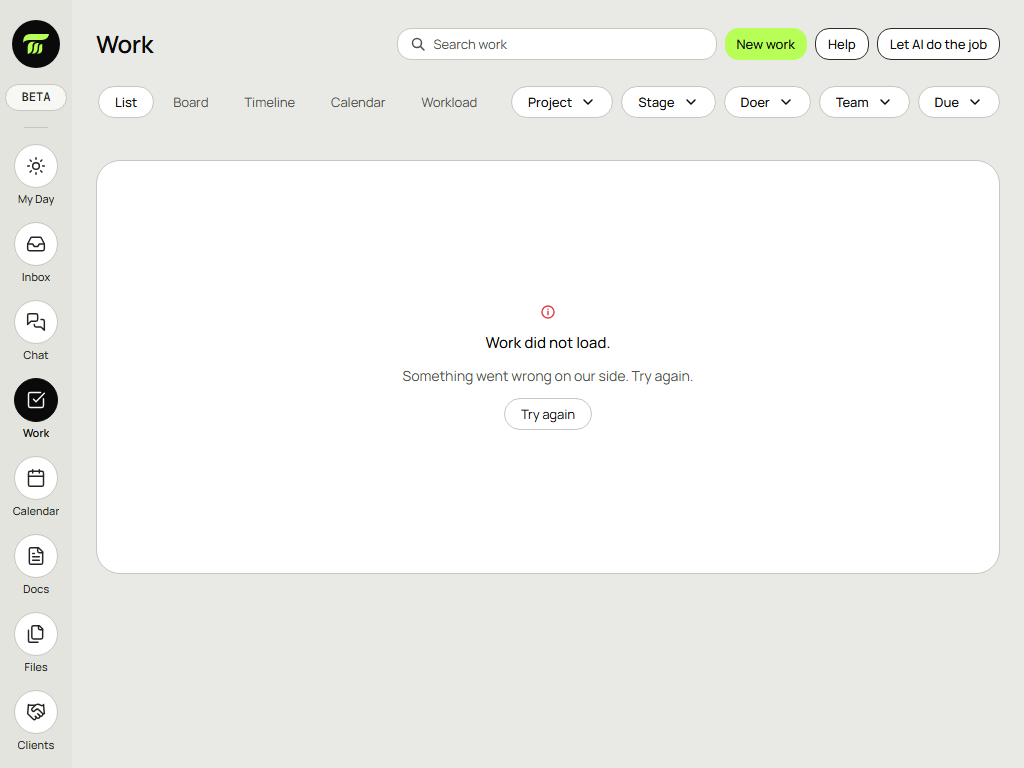 Work
Search work
New work
Help
Let AI do the job
BETA
List
Board
Timeline
Calendar
Workload
Project
Stage
Doer
Team
Due
My Day
Inbox
Chat
Work
Calendar
Docs
Files
Clients
Work did not load.
Something went wrong on our side. Try again.
Try again